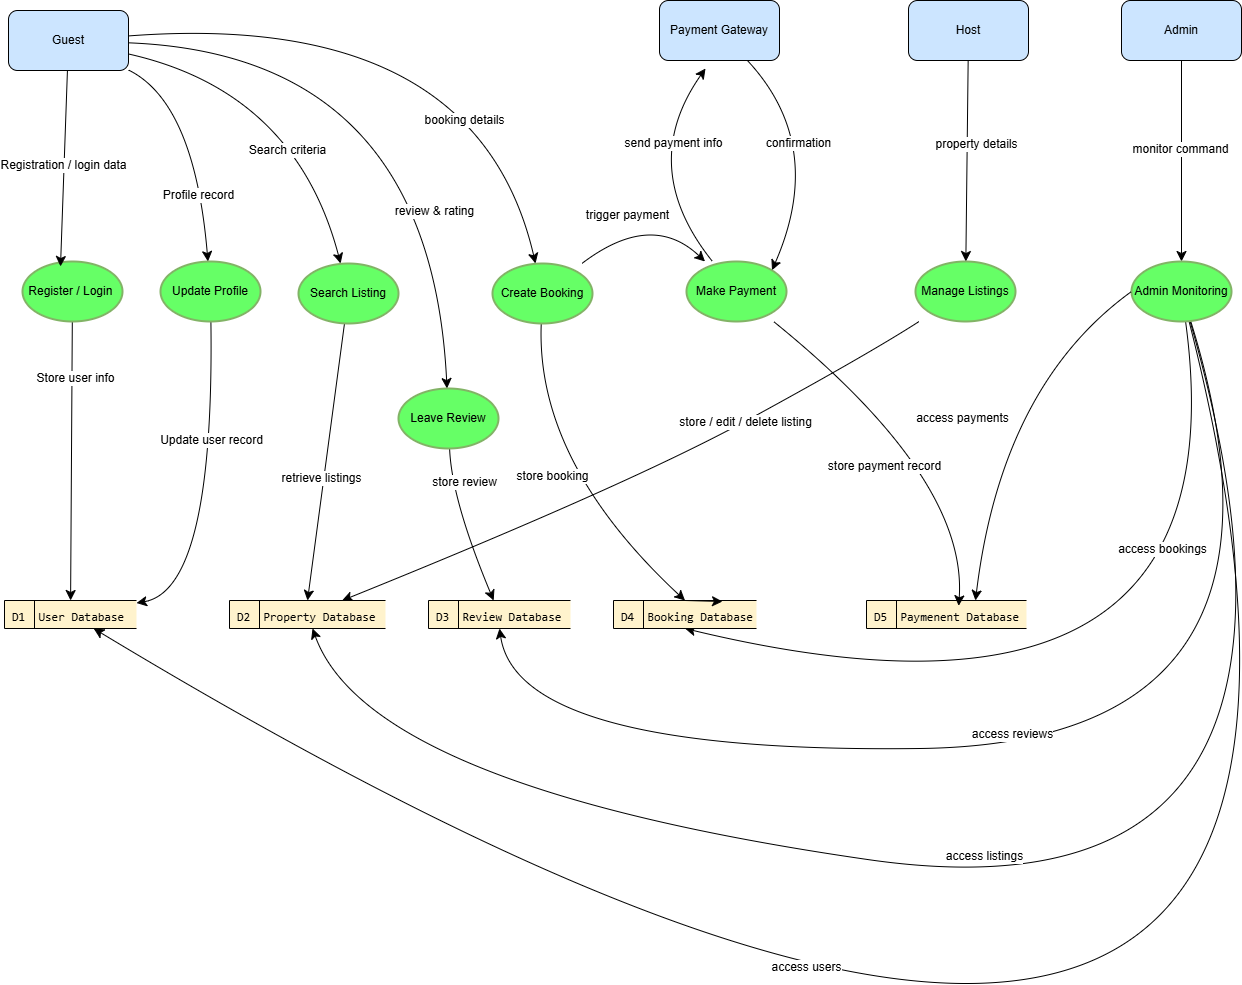 Guest
Payment Gateway
Host
Admin
booking details
send payment info
confirmation
property details
monitor command
Search criteria
Registration / login data
Profile record
review & rating
trigger payment
Register / Login
Update Profile
Search Listing
Create Booking
Make Payment
Manage Listings
Admin Monitoring
Store user info
Leave Review
store / edit / delete listing
access payments
Update user record
store payment record
retrieve listings
store review
store booking
access bookings
D1 User Database
D2 Property Database
D3 Review Database
D4 Booking Database
D5 Paymenent Database
access reviews
access listings
access users